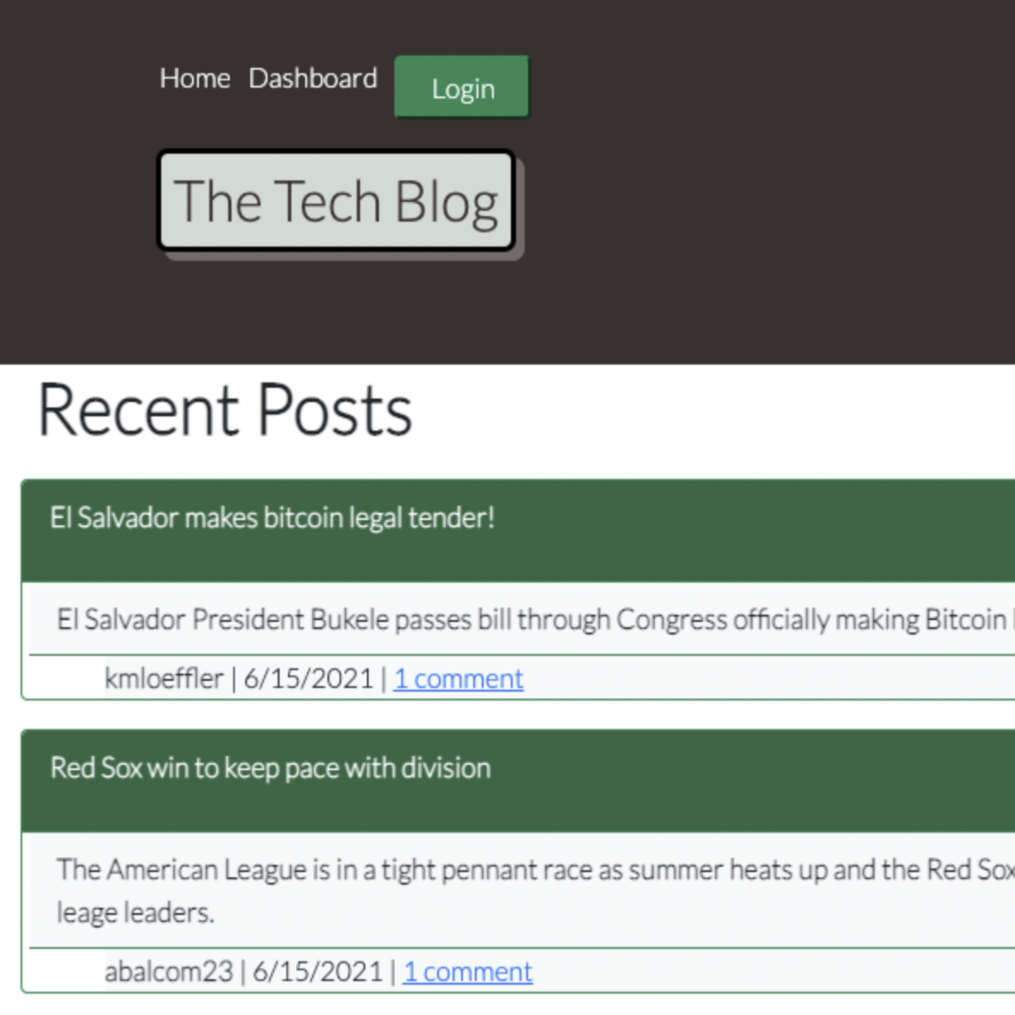 Home Dashboard Login
The Tech Blog
Recent Posts
El Salvador makes bitcoin legal tender!
El Salvador President Bukele passes bill through Congress officially making Bitcoin
kmloeffler | 6/15/2021 | 1 comment
Red Sox win to keep pace with division
The American League is in a tight pennant race as summer heats up and the Red Sox
leage leaders.
abalcom23 | 6/15/2021 | 1 comment